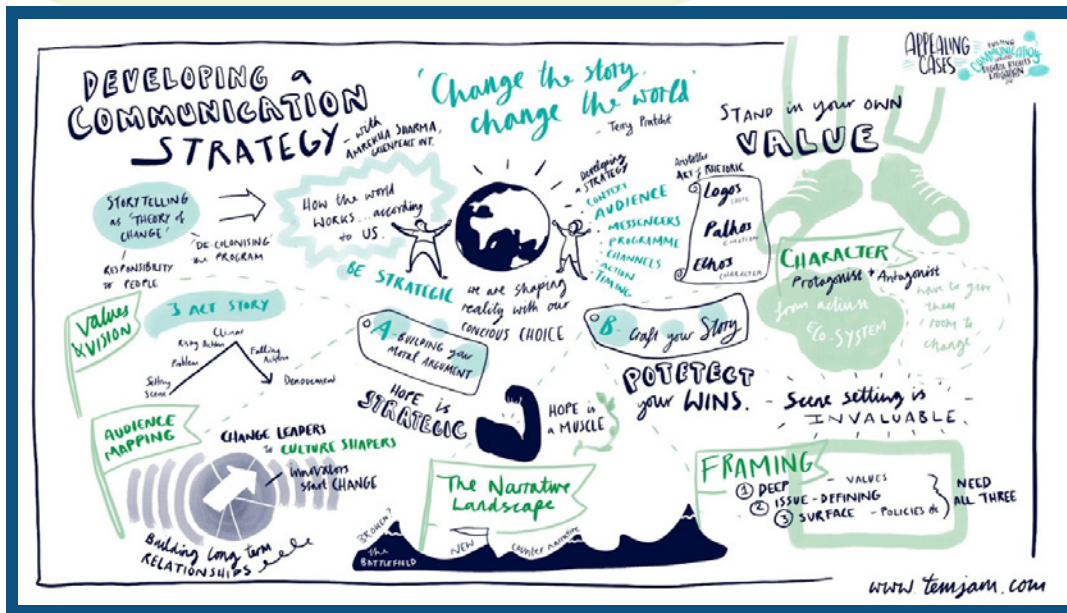 DEVELOPING a
COMMUNICATION
STRATEGY
- with
AMREKHA SHARMA,
GREENPEACE INT.
'Change the story,
change the world'
- Terry Pratchit
APPEALING
CASES
COMMUNICATION
DIGITAL RIGHTS
LITIGATION
STAND in your own
VALUE
STORYTELLING
as 'THEORY of
CHANGE'
'DE-COLONISING'
the PROGRAM
RESPONSIBILITY
of PEOPLE
How the world
WORKS... according
to US.
BE STRATEGIC
we are shaping
reality with our
CONCIOUS CHOICE
Developing
a STRATEGY
- CONTEXT
AUDIENCE
- MESSENGERS
- PROGRAMME
- CHANNELS
- ACTION
TIMING
Aristotles
ART of RHETORIC
Logos
LOGIC
Pathos
EMOTION
Ethos
CHARACTER
CHARACTER
Protagonist + Antagonist
from activist
ECO-SYSTEM
have to give
them
room to
change
Values
& VISION
3 ACT STORY
Climax
Rising Action
Problem
Falling
Action
Setting
Scene
Denouement
A - BUILDING your
Moral ARGUMENT
B - Craft your Story
HOPE is
STRATEGIC
HOPE is
a MUSCLE
POTETECT
your WINS.
- Scene setting is
INVALUABLE.
AUDIENCE
MAPPING
CHANGE LEADERS
to CULTURE SHAPERS
Innovators
start CHANGE
Building long term
RELATIONSHIPS
The Narrative
Landscape
BROKEN?
the
BATTLEFIELD
NEW
counter narrative
FRAMING
① DEEP - VALUES
② ISSUE-DEFINING
③ SURFACE - POLICIES etc
NEED
ALL THREE
www.temjam.com